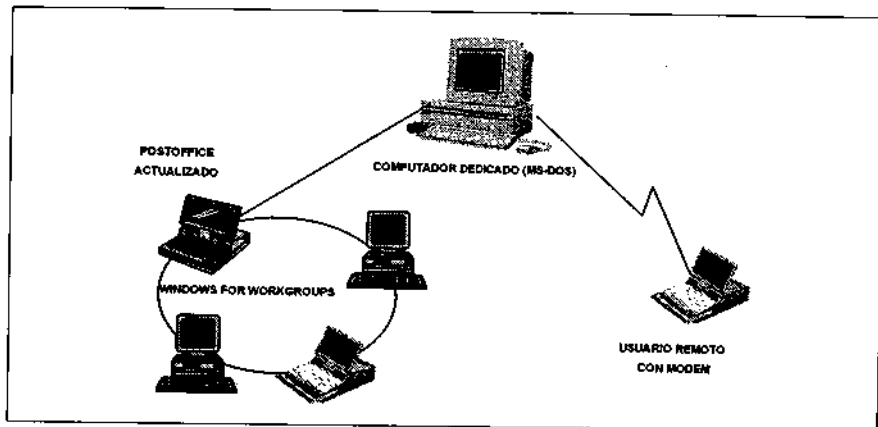 COMPUTADOR DEDICADO (MS-DOS)
POSTOFFICE
ACTUALIZADO
WINDOWS FOR WORKGROUPS
USUARIO REMOTO
CON MODEM